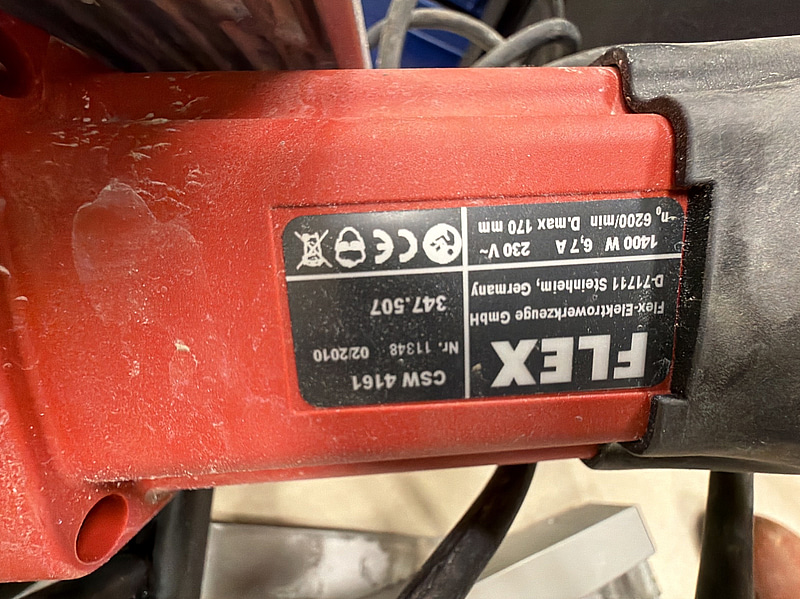 FLEX
Flex-Elektrowerkzeuge GmbH
D-71711 Steinheim, Germany
1400 W 6,7 A 230 V~
n₀ 6200/min D.max 170 mm
CSW 4161
Nr. 11348 02/2010
347.507
CE